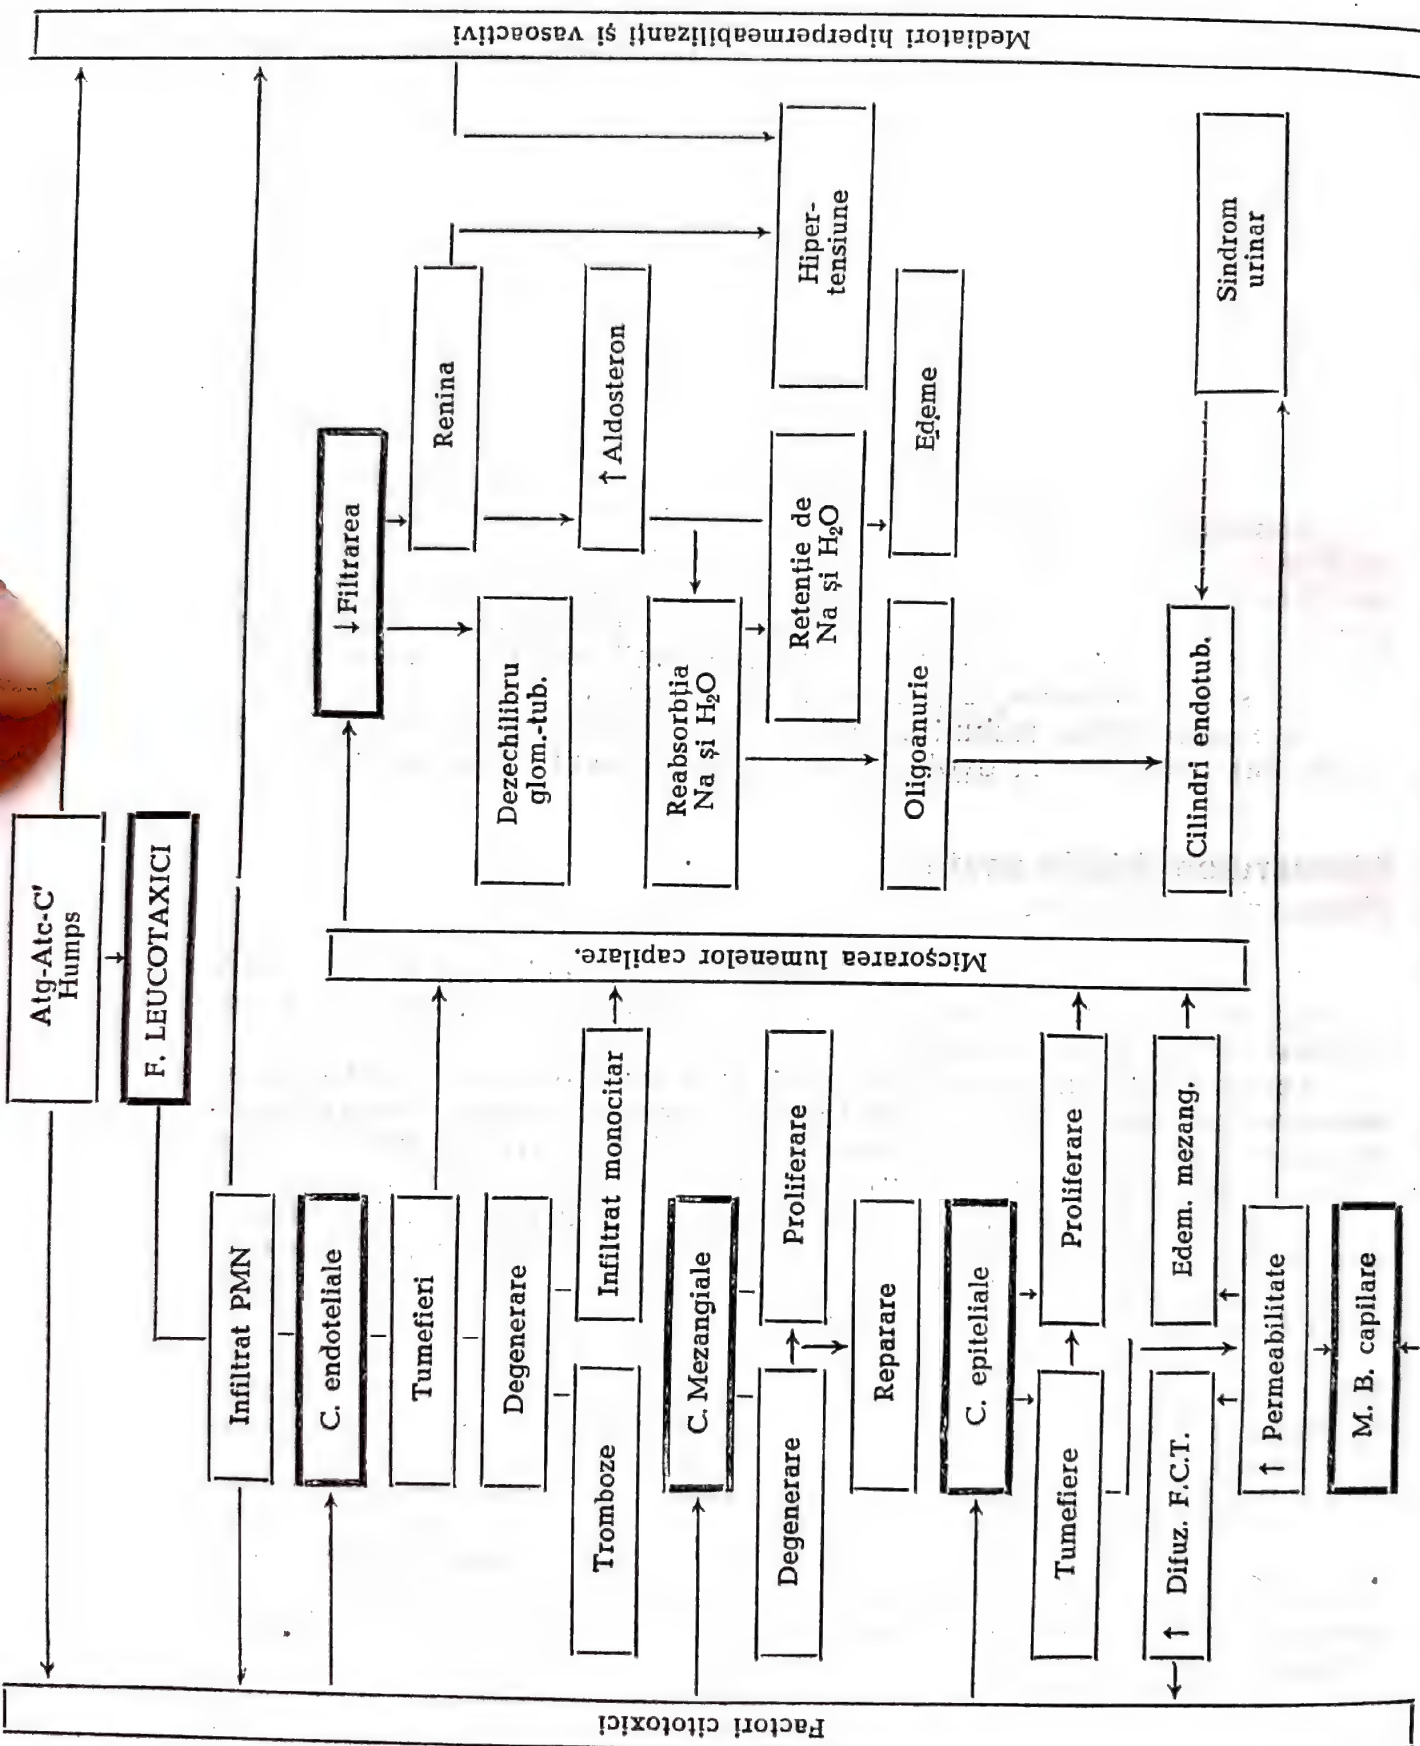 Factori citotoxici
Atg-Atc-C'
Humps
F. LEUCOTAXICI
Infiltrat PMN
C. endoteliale
Tumefieri
Degenerare
Tromboze
Infiltrat monocitar
C. Mezangiale
Degenerare
Proliferare
Reparare
C. epiteliale
Tumefiere
Proliferare
↑ Difuz. F.C.T.
Edem. mezang.
↑ Permeabilitate
M. B. capilare
Micșorarea lumenelor capilare.
↓ Filtrarea
Dezechilibru
glom.-tub.
Renina
↑ Aldosteron
Reabsorbția
Na și H₂O
Retenție de
Na și H₂O
Hiper-
tensiune
Oligoanurie
Edeme
Cilindri endotub.
Sindrom
urinar
Mediatori hiperpermeabilizanți și vasoactivi